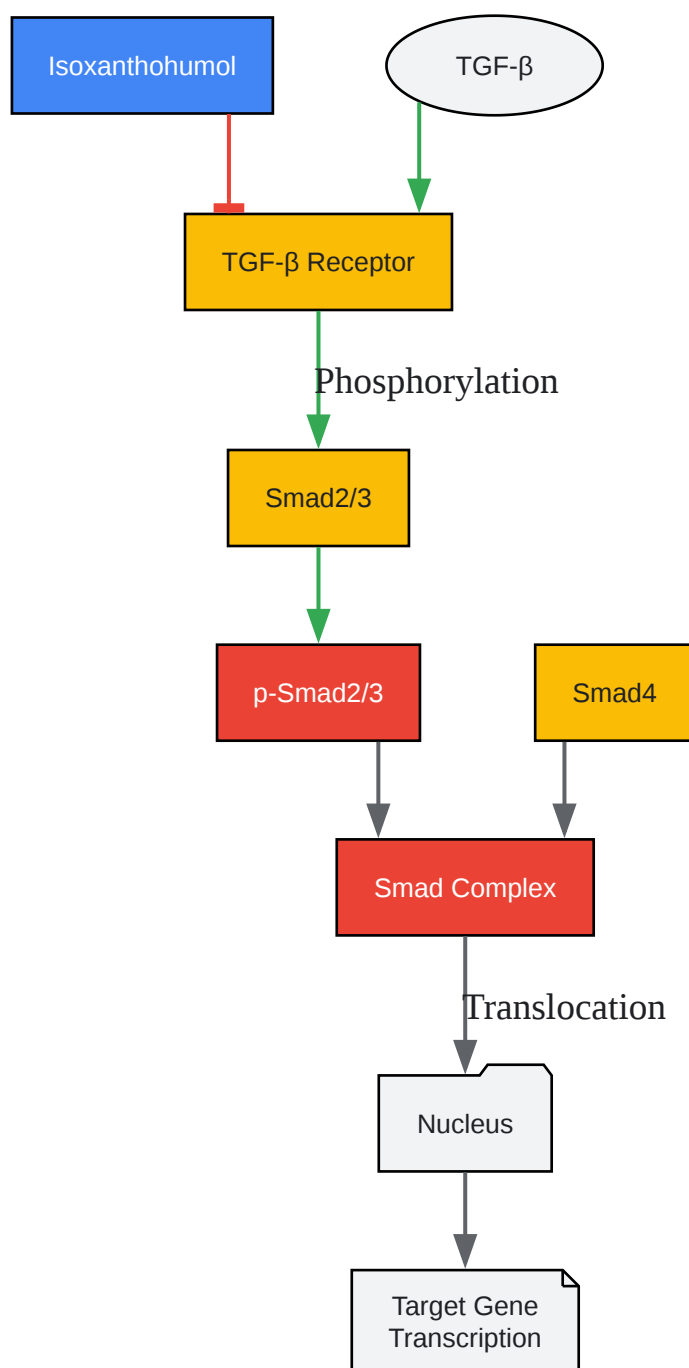 Isoxanthohumol
TGF-β
TGF-β Receptor
Phosphorylation
Smad2/3
p-Smad2/3
Smad4
Smad Complex
Translocation
Nucleus
Target Gene
Transcription